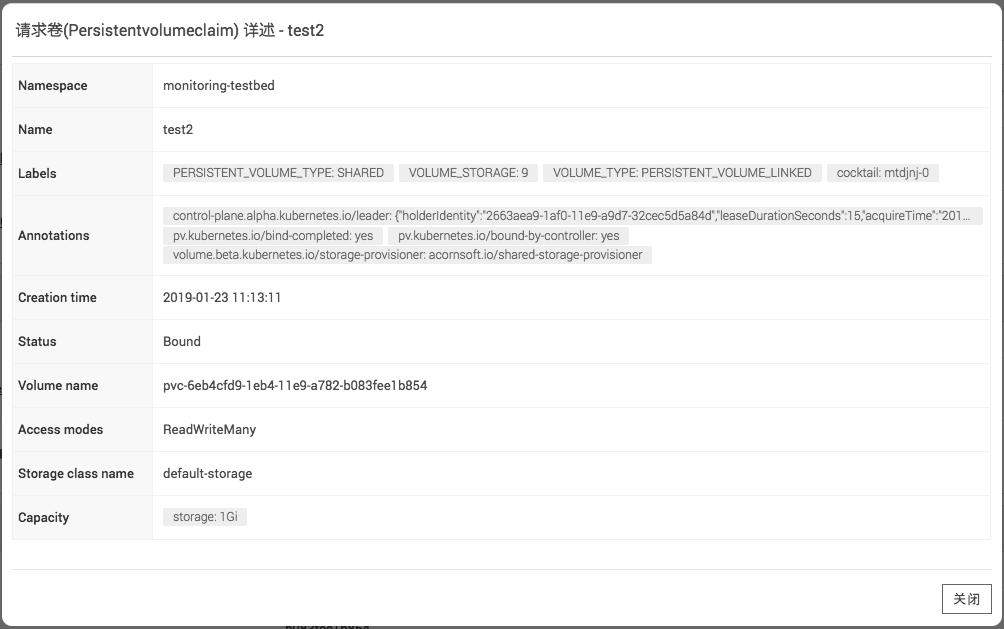 请求卷(Persistentvolumeclaim) 详述 - test2
Namespace monitoring-testbed
Name test2
Labels PERSISTENT_VOLUME_TYPE: SHARED VOLUME_STORAGE: 9 VOLUME_TYPE: PERSISTENT_VOLUME_LINKED cocktail: mtdjnj-0
control-plane.alpha.kubernetes.io/leader: {"holderIdentity":"2663aea9-1af0-11e9-a9d7-32cec5d5a84d","leaseDurationSeconds":15,"acquireTime":"201...
Annotations pv.kubernetes.io/bind-completed: yes pv.kubernetes.io/bound-by-controller: yes
volume.beta.kubernetes.io/storage-provisioner: acornsoft.io/shared-storage-provisioner
Creation time 2019-01-23 11:13:11
Status Bound
Volume name pvc-6eb4cfd9-1eb4-11e9-a782-b083fee1b854
Access modes ReadWriteMany
Storage class name default-storage
Capacity storage: 1Gi
关闭